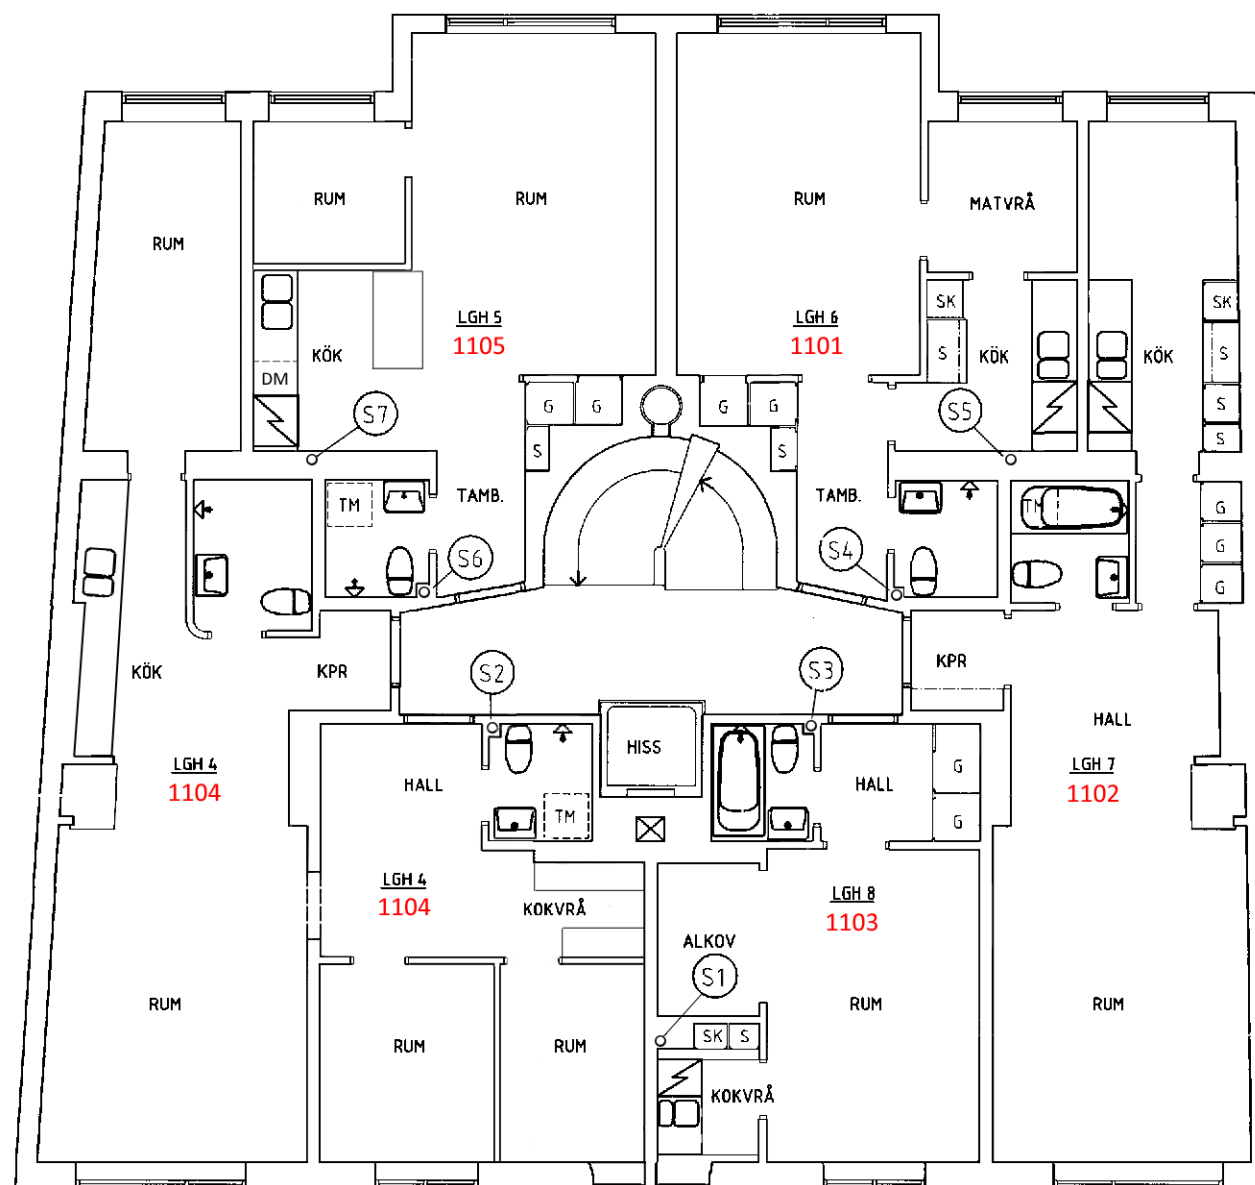 RUM
RUM
RUM
MATVRÅ
RUM
LGH 5
1105
LGH 6
1101
SK
SK
KÖK
S
KÖK
KÖK
S
DM
G
G
G
G
S
S7
S5
S
S
S
TM
TAMB.
TAMB.
TM
G
G
S6
S4
G
KÖK
KPR
S2
S3
KPR
HALL
HISS
LGH 4
1104
HALL
HALL
G
LGH 7
1102
TM
G
LGH 4
1104
KOKVRÅ
LGH 8
1103
ALKOV
S1
RUM
RUM
RUM
RUM
RUM
SK
S
KOKVRÅ